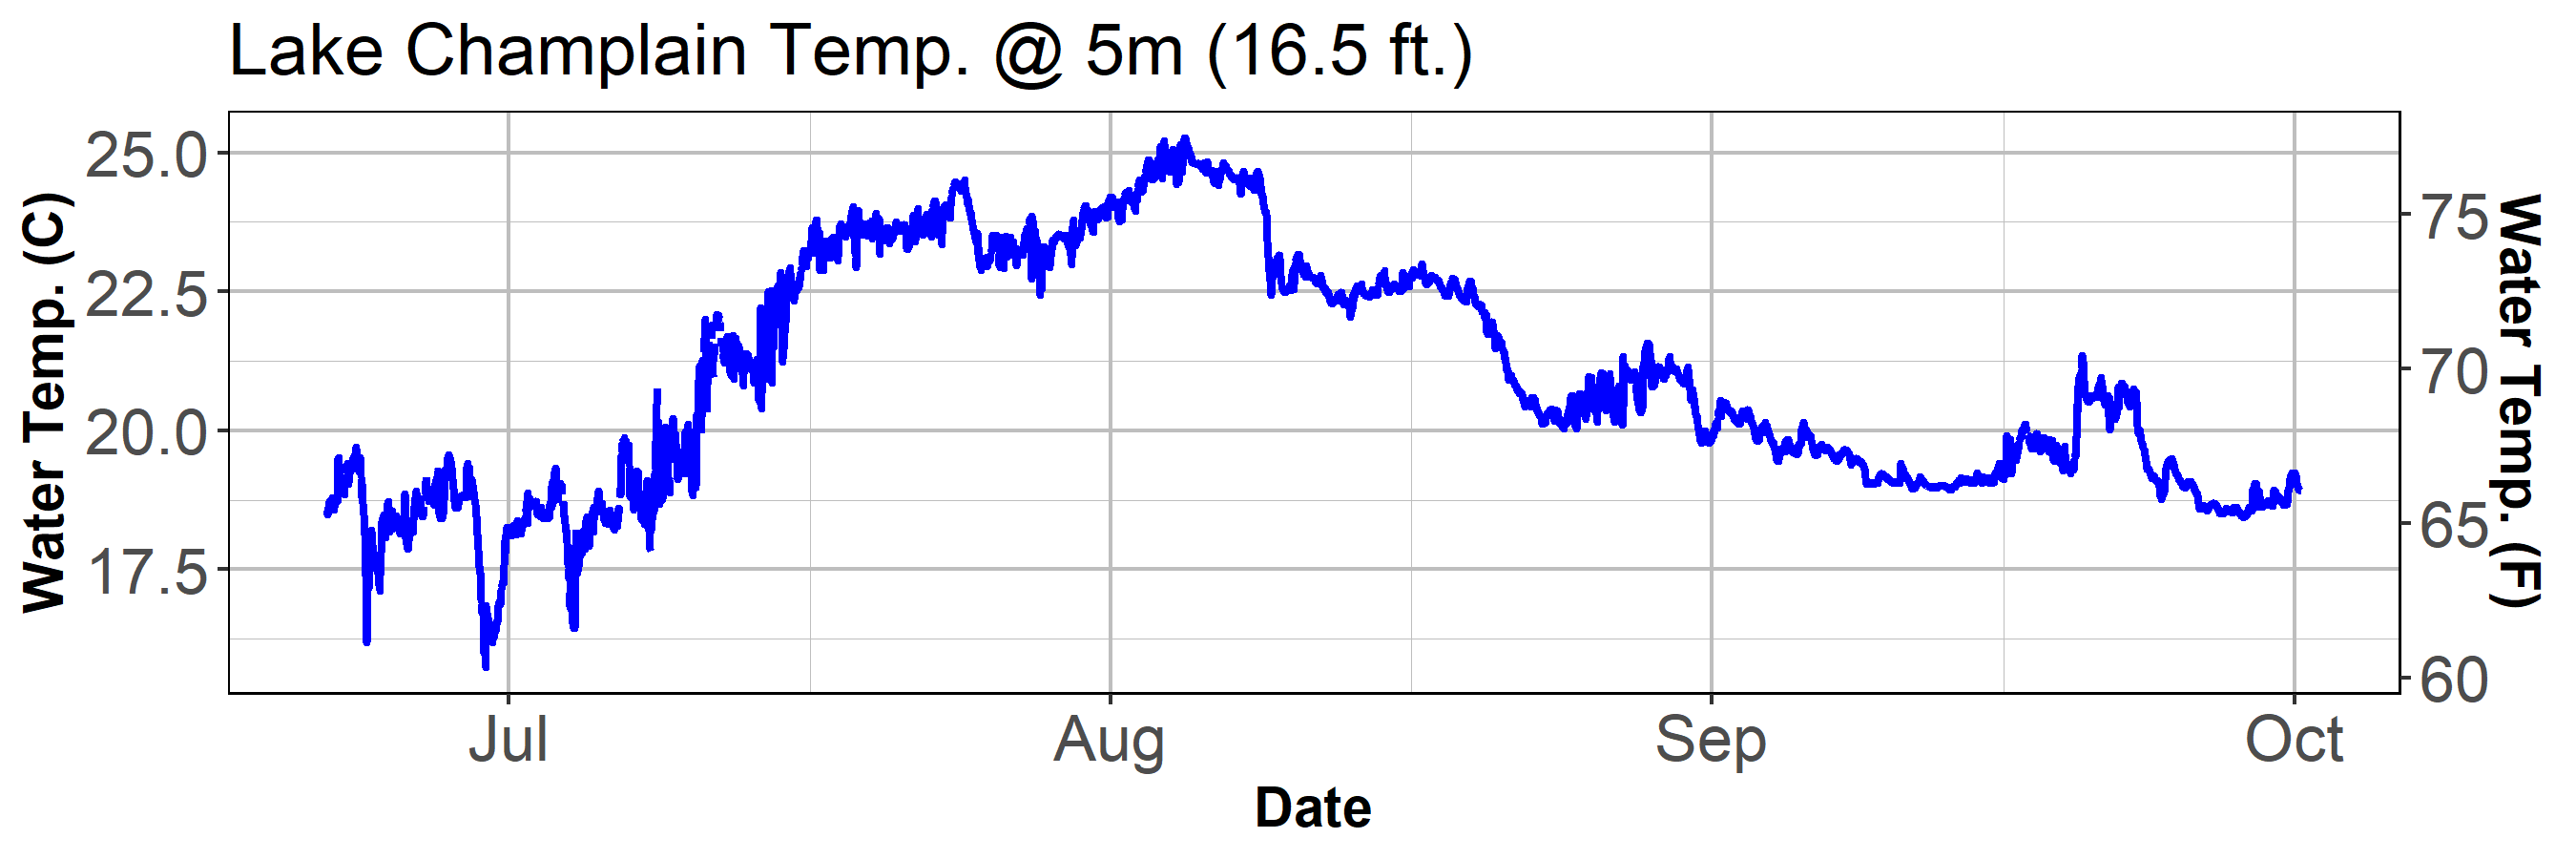 Lake Champlain Temp. @ 5m (16.5 ft.)
Water Temp. (C)
25.0
22.5
20.0
17.5
75
70
65
60
Water Temp. (F)
Jul Aug Sep Oct
Date